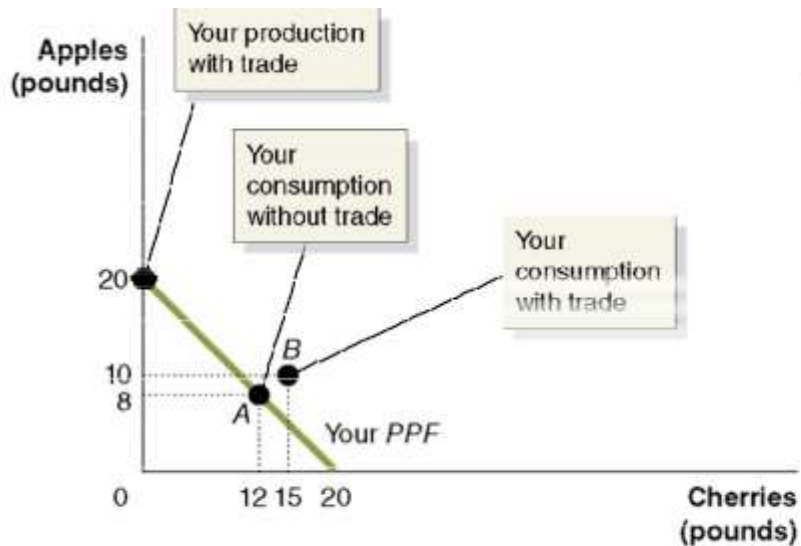 Apples
(pounds)
Your production
with trade
Your
consumption
without trade
Your
consumption
with trade
20
10
8
B
A
Your PPF
0
12 15 20
Cherries
(pounds)